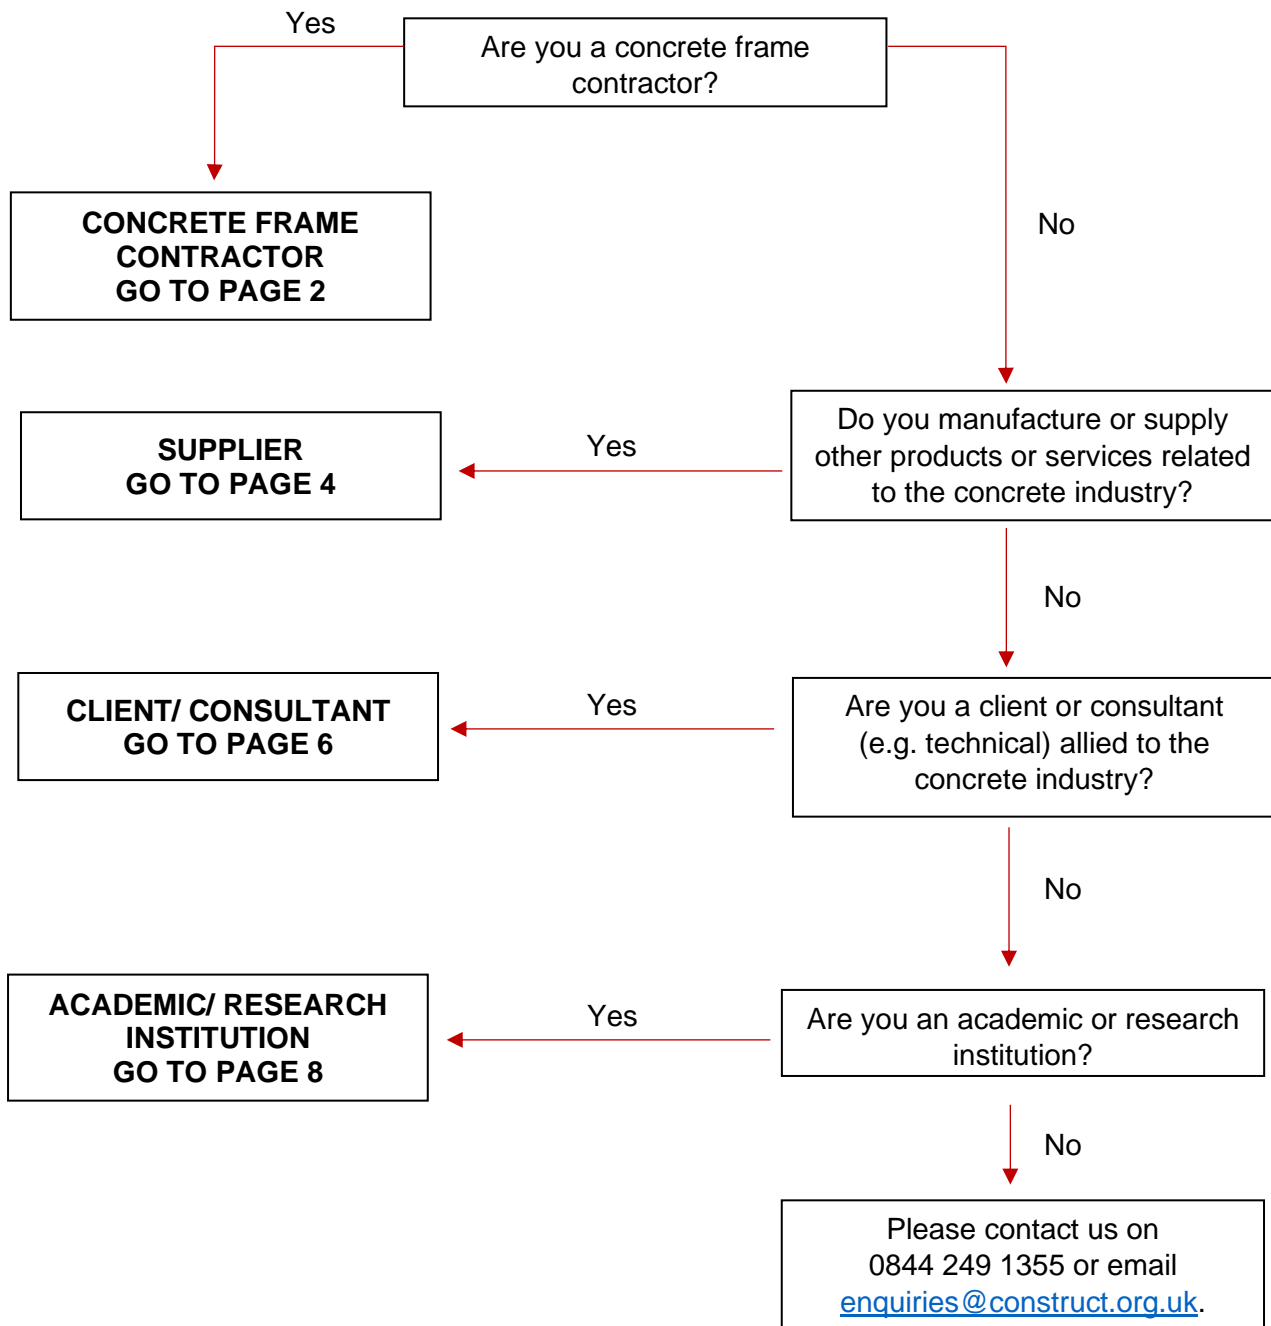 Yes
Are you a concrete frame
contractor?
CONCRETE FRAME
CONTRACTOR
GO TO PAGE 2
No
SUPPLIER
GO TO PAGE 4
Yes
Do you manufacture or supply
other products or services related
to the concrete industry?
No
CLIENT/ CONSULTANT
GO TO PAGE 6
Yes
Are you a client or consultant
(e.g. technical) allied to the
concrete industry?
No
ACADEMIC/ RESEARCH
INSTITUTION
GO TO PAGE 8
Yes
Are you an academic or research
institution?
No
Please contact us on
0844 249 1355 or email
enquiries@construct.org.uk.